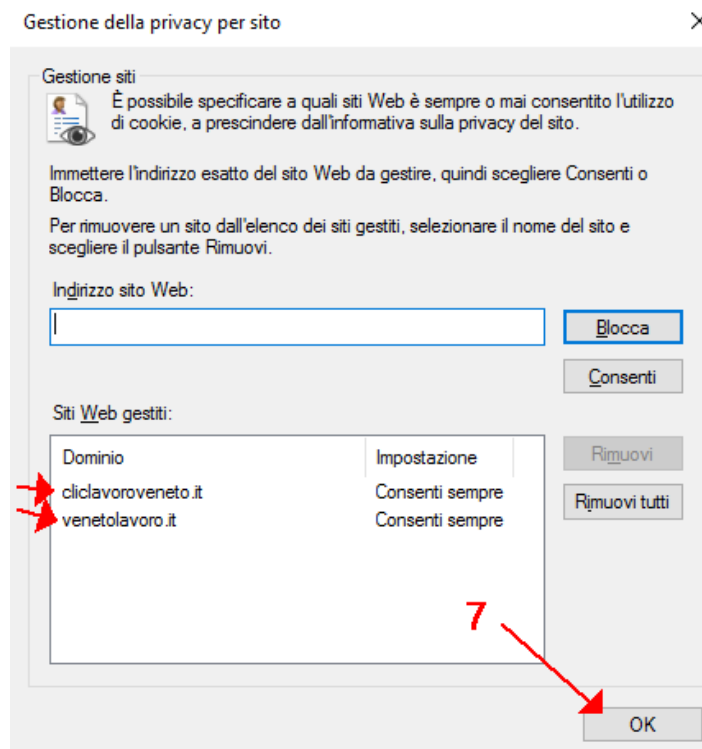 Gestione della privacy per sito
Gestione siti
È possibile specificare a quali siti Web è sempre o mai consentito l'utilizzo
di cookie, a prescindere dall'informativa sulla privacy del sito.
Immettere l'indirizzo esatto del sito Web da gestire, quindi scegliere Consenti o
Blocca.
Per rimuovere un sito dall'elenco dei siti gestiti, selezionare il nome del sito e
scegliere il pulsante Rimuovi.
Indirizzo sito Web:
Blocca
Consenti
Siti Web gestiti:
Dominio Impostazione
Rimuovi
cliclavoroveneto.it Consenti sempre
Rimuovi tutti
venetolavoro.it Consenti sempre
7
OK